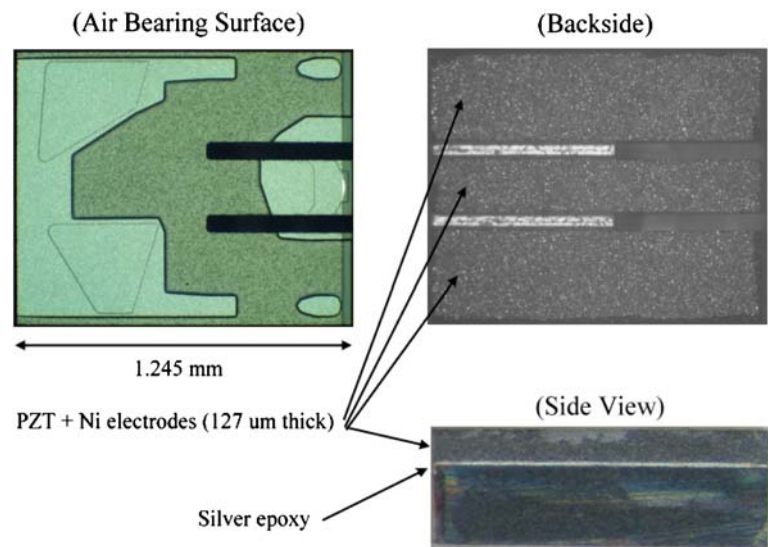 (Air Bearing Surface)
(Backside)
1.245 mm
PZT + Ni electrodes (127 um thick)
(Side View)
Silver epoxy